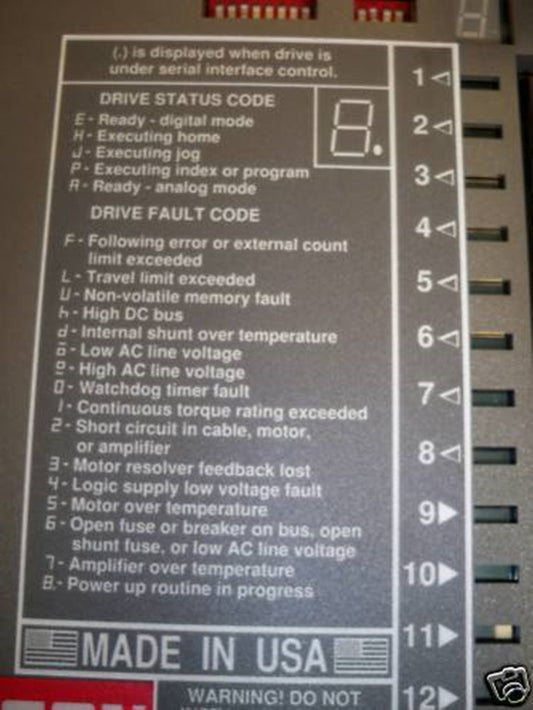 (.) is displayed when drive is
under serial interface control.
DRIVE STATUS CODE
E - Ready - digital mode
H - Executing home
J - Executing jog
P - Executing index or program
A - Ready - analog mode
8.
DRIVE FAULT CODE
F - Following error or external count
limit exceeded
L - Travel limit exceeded
U - Non-volatile memory fault
h - High DC bus
d - Internal shunt over temperature
- Low AC line voltage
- High AC line voltage
0 - Watchdog timer fault
1 - Continuous torque rating exceeded
2 - Short circuit in cable, motor,
or amplifier
3 - Motor resolver feedback lost
4 - Logic supply low voltage fault
5 - Motor over temperature
6 - Open fuse or breaker on bus, open
shunt fuse, or low AC line voltage
7 - Amplifier over temperature
8. - Power up routine in progress
MADE IN USA
WARNING! DO NOT
1
2
3
4
5
6
7
8
9
10
11
12